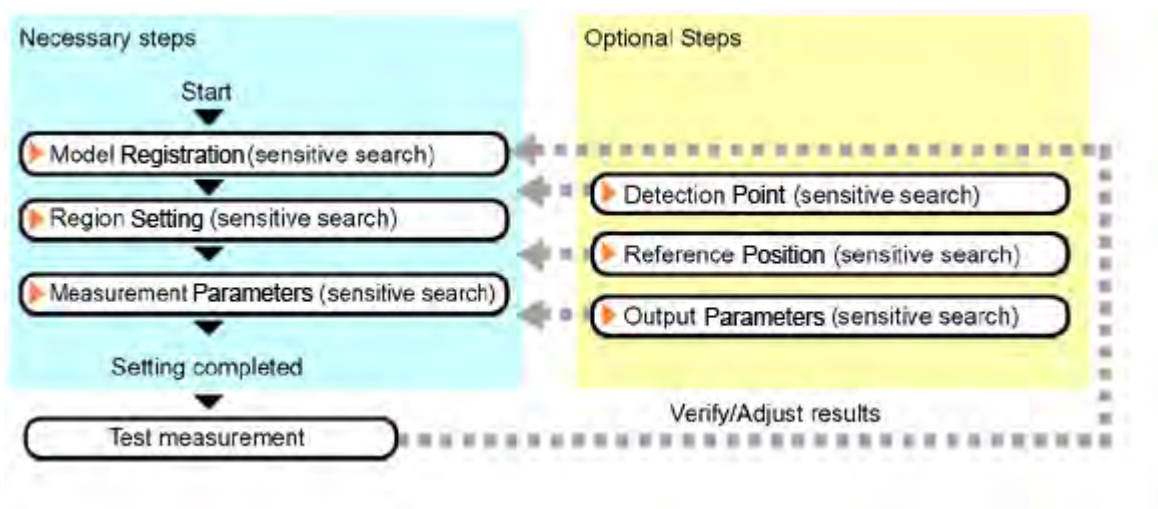 Necessary steps
Optional Steps
Start
Model Registration (sensitive search)
Detection Point (sensitive search)
Region Setting (sensitive search)
Reference Position (sensitive search)
Measurement Parameters (sensitive search)
Output Parameters (sensitive search)
Setting completed
Verify/Adjust results
Test measurement